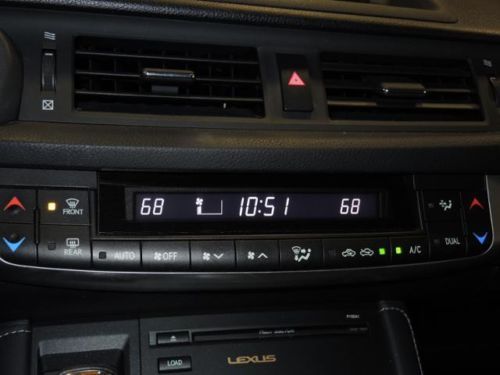 68 10:51 68
FRONT
REAR
AUTO
OFF
A/C
DUAL
LOAD
LEXUS